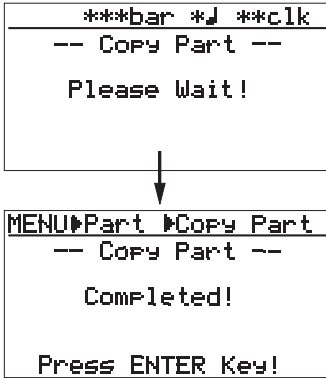 ***bar *♩ **clk
-- Copy Part --
Please Wait!
MENU▶Part ▶Copy Part
-- Copy Part --
Completed!
Press ENTER Key!